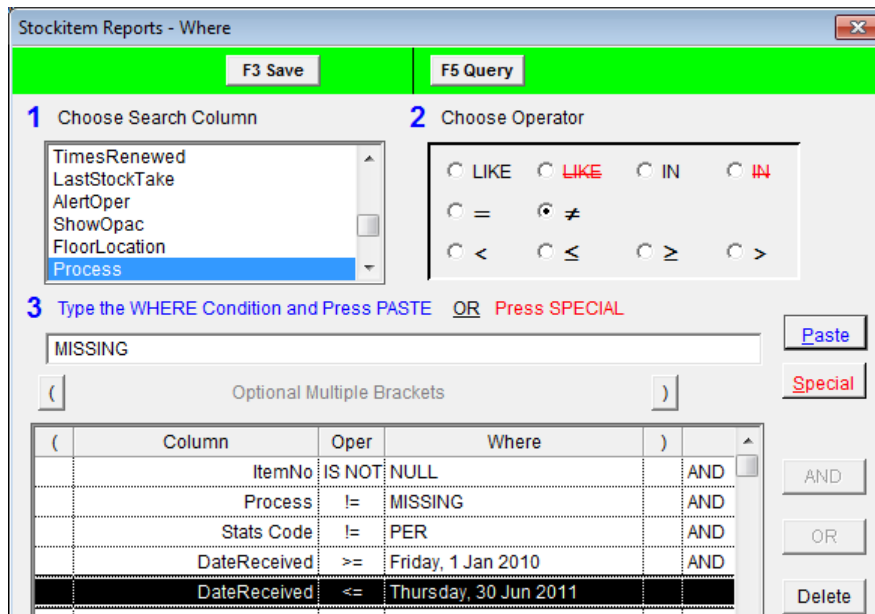 Stockitem Reports - Where
F3 Save F5 Query
1 Choose Search Column 2 Choose Operator
TimesRenewed
LastStockTake
AlertOper
ShowOpac
FloorLocation
Process
LIKE LIKE IN IN
= ≠
< ≤ ≥ >
3 Type the WHERE Condition and Press PASTE OR Press SPECIAL
Paste
MISSING
Special
( Optional Multiple Brackets )
( Column Oper Where )
ItemNo IS NOT NULL AND
Process != MISSING AND
Stats Code != PER AND
DateReceived >= Friday, 1 Jan 2010 AND
DateReceived <= Thursday, 30 Jun 2011
AND
OR
Delete